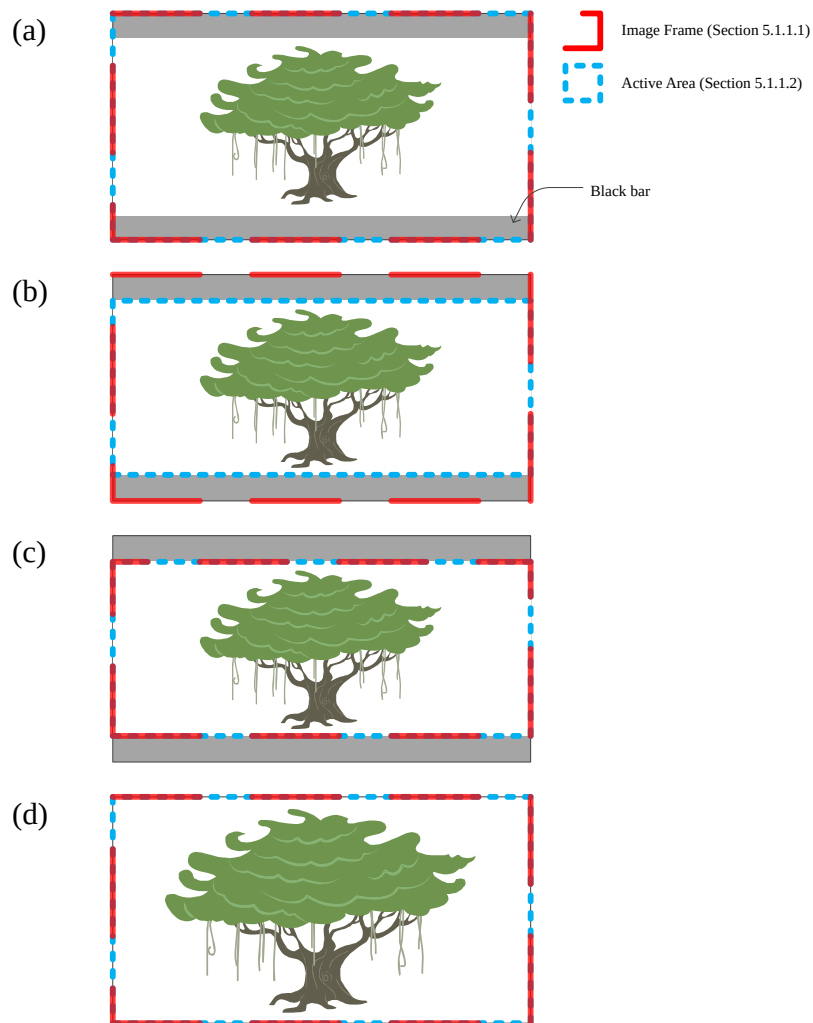 (a)
Image Frame (Section 5.1.1.1)
Active Area (Section 5.1.1.2)
Black bar
(b)
(c)
(d)